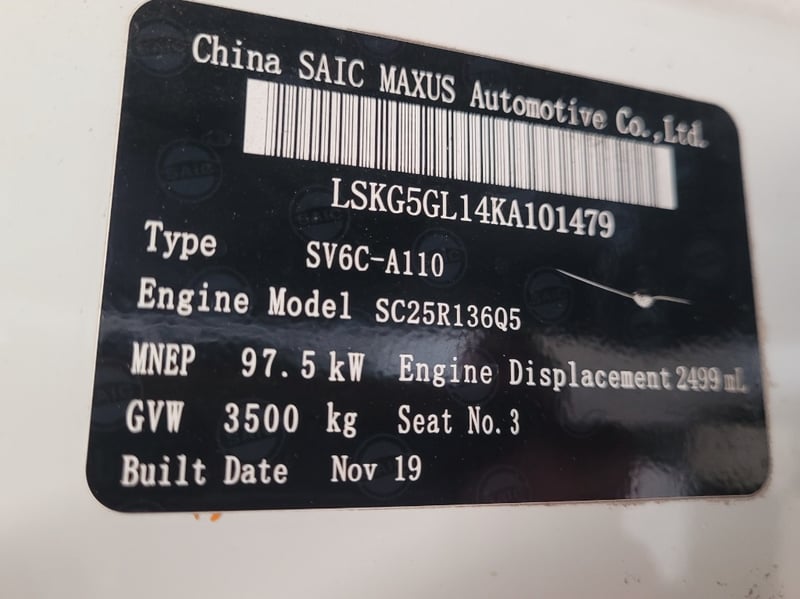 China SAIC MAXUS Automotive Co.,Ltd.
LSKG5GL14KA101479
Type SV6C-A110
Engine Model SC25R136Q5
MNEP 97.5 kW Engine Displacement 2499 mL
GVW 3500 kg Seat No.3
Built Date Nov 19